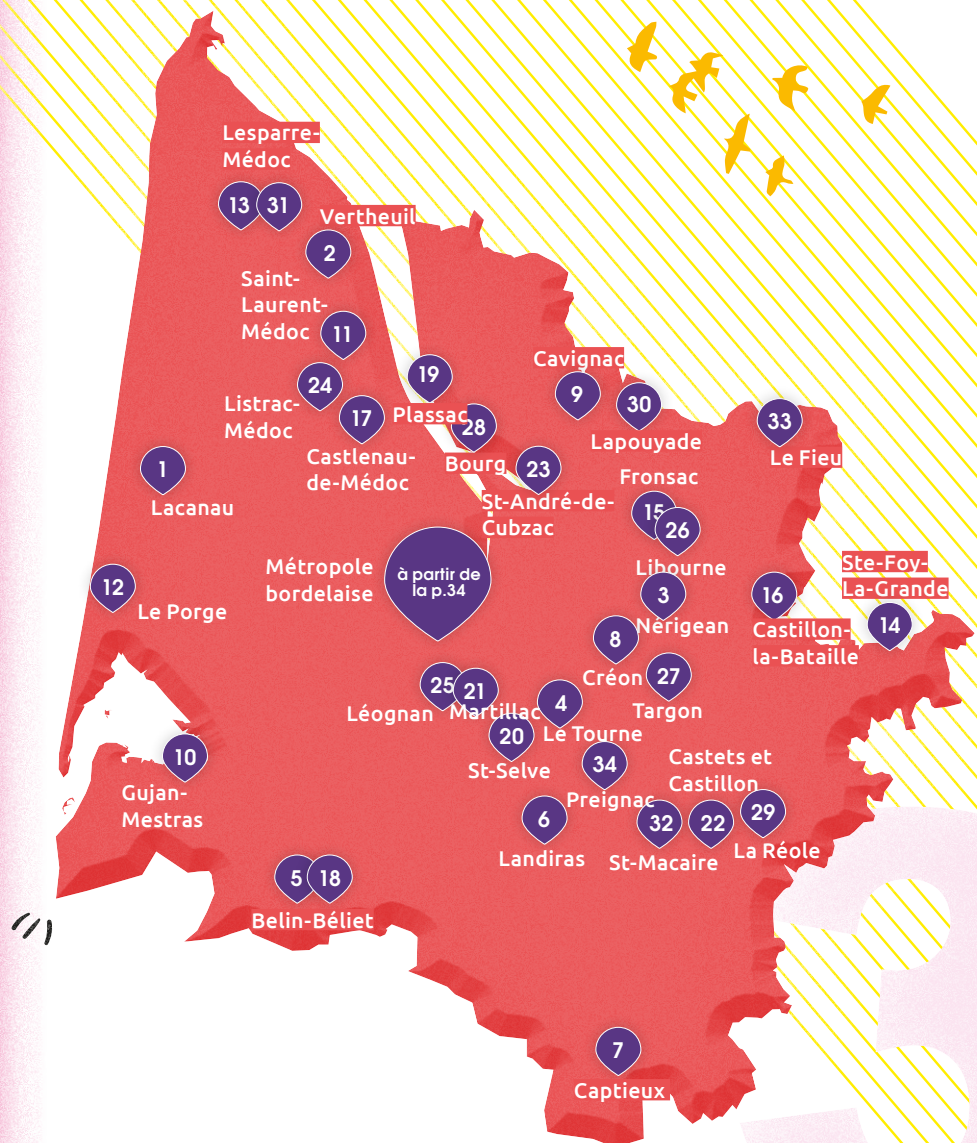 Lesparre-
Médoc
13
31
Vertheuil
2
Saint-
Laurent-
Médoc
11
24
Listrac-
Médoc
17
Castlenau-
de-Médoc
19
Plassac
28
Bourg
Cavignac
9
30
Lapouyade
33
Le Fieu
23
St-André-de-
Cubzac
Fronsac
15
26
Libourne
1
Lacanau
Métropole
bordelaise
à partir de
la p.34
12
Le Porge
3
Nérigean
16
Castillon-
la-Bataille
Ste-Foy-
La-Grande
14
8
Créon
27
Targon
25
Léognan
21
Martillac
4
Le Tourne
20
St-Selve
10
Gujan-
Mestras
34
Preignac
Castets et
Castillon
6
Landiras
32
St-Macaire
22
29
La Réole
5
18
Belin-Béliet
7
Captieux